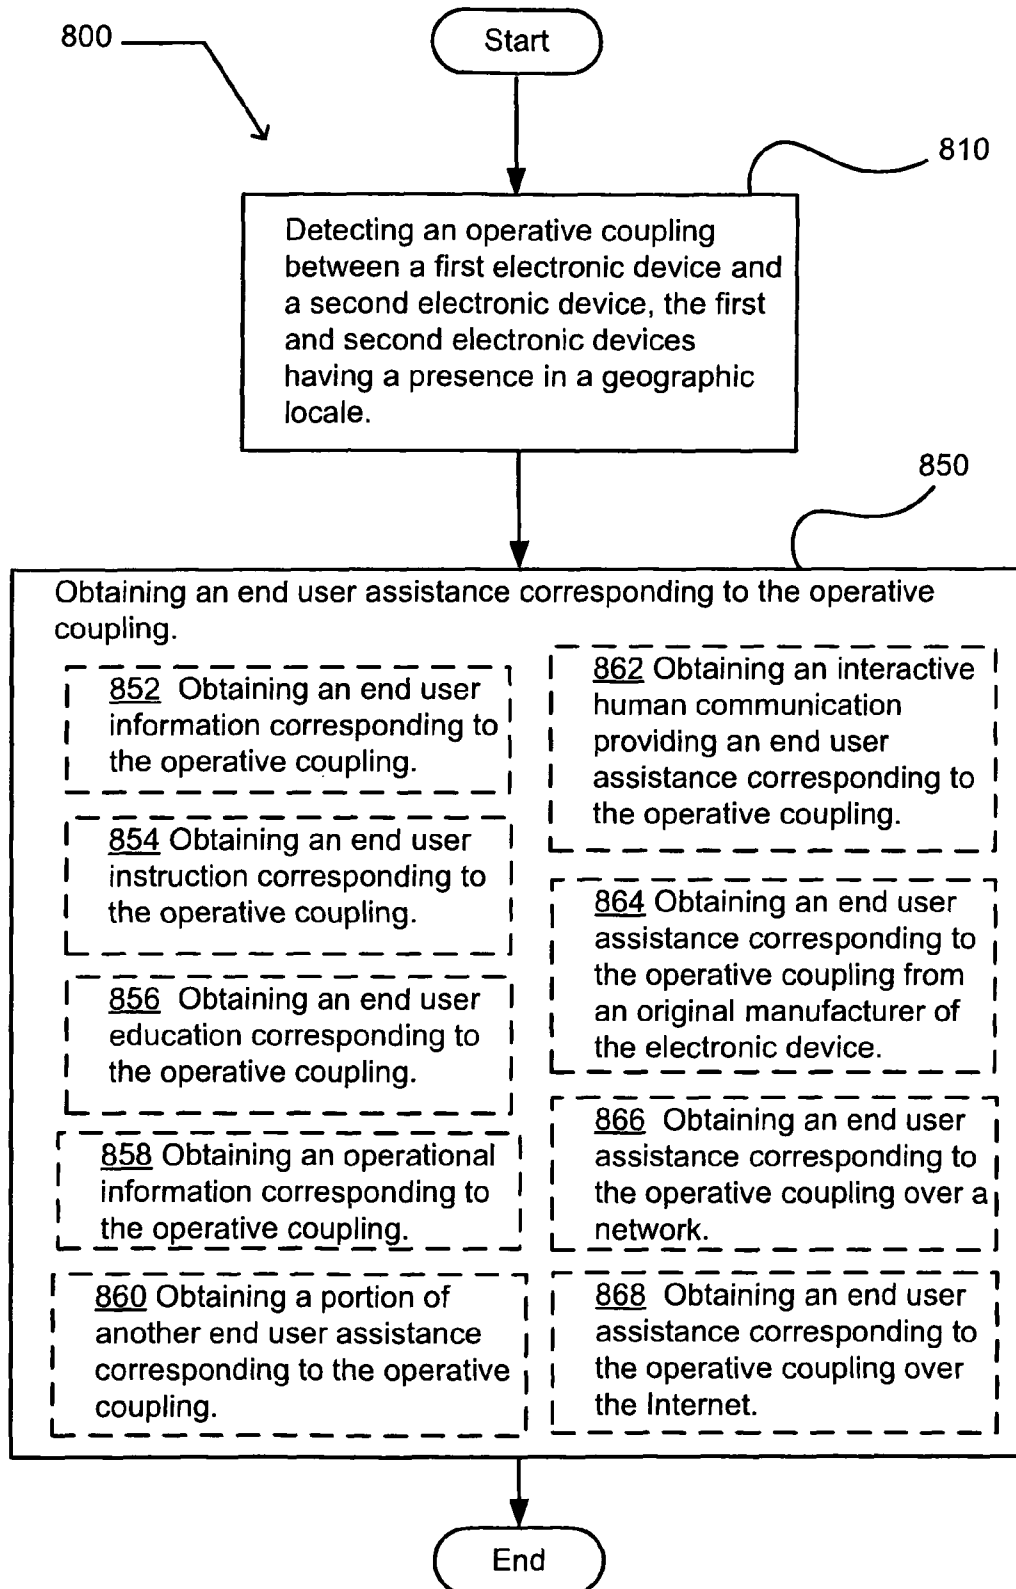 800
Start
810
Detecting an operative coupling
between a first electronic device and
a second electronic device, the first
and second electronic devices
having a presence in a geographic
locale.
850
Obtaining an end user assistance corresponding to the operative
coupling.
852 Obtaining an end user
information corresponding to
the operative coupling.
854 Obtaining an end user
instruction corresponding to
the operative coupling.
856 Obtaining an end user
education corresponding to
the operative coupling.
858 Obtaining an operational
information corresponding to
the operative coupling.
860 Obtaining a portion of
another end user assistance
corresponding to the operative
coupling.
862 Obtaining an interactive
human communication
providing an end user
assistance corresponding to
the operative coupling.
864 Obtaining an end user
assistance corresponding to
the operative coupling from
an original manufacturer of
the electronic device.
866 Obtaining an end user
assistance corresponding to
the operative coupling over a
network.
868 Obtaining an end user
assistance corresponding to
the operative coupling over
the Internet.
End